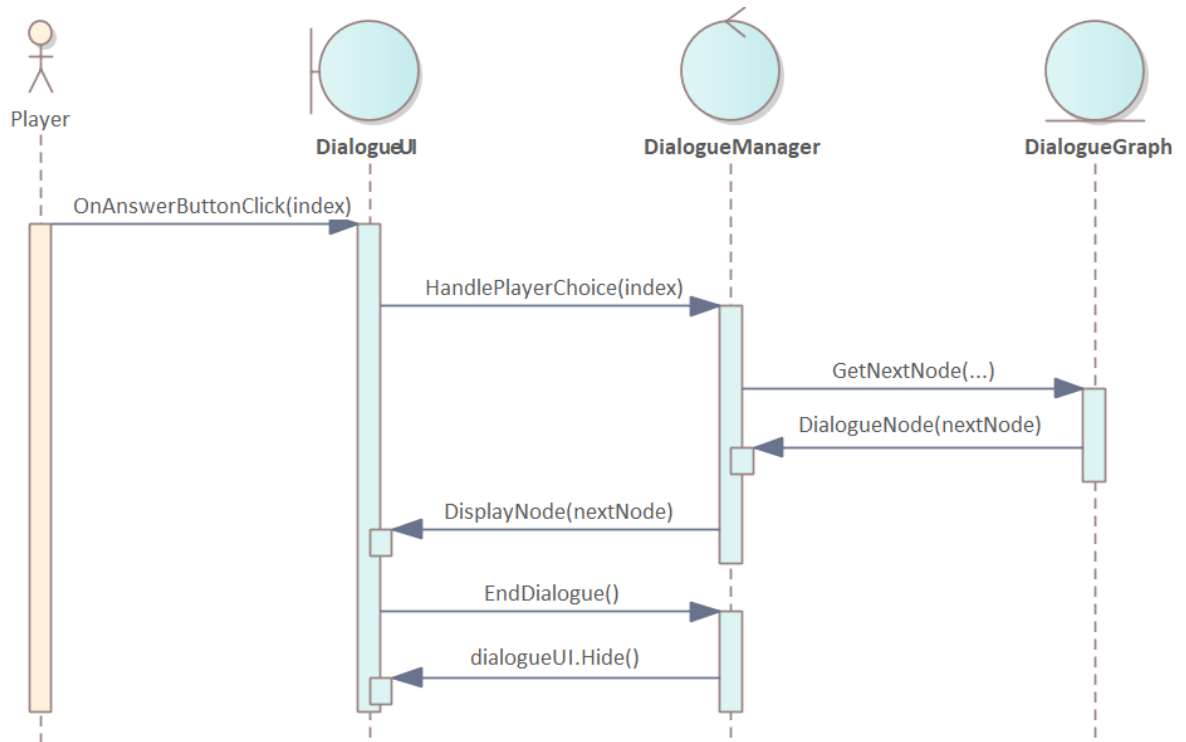 Player
DialogueUI
DialogueManager
DialogueGraph
OnAnswerButtonClick(index)
HandlePlayerChoice(index)
GetNextNode(...)
DialogueNode(nextNode)
DisplayNode(nextNode)
EndDialogue()
dialogueUI.Hide()